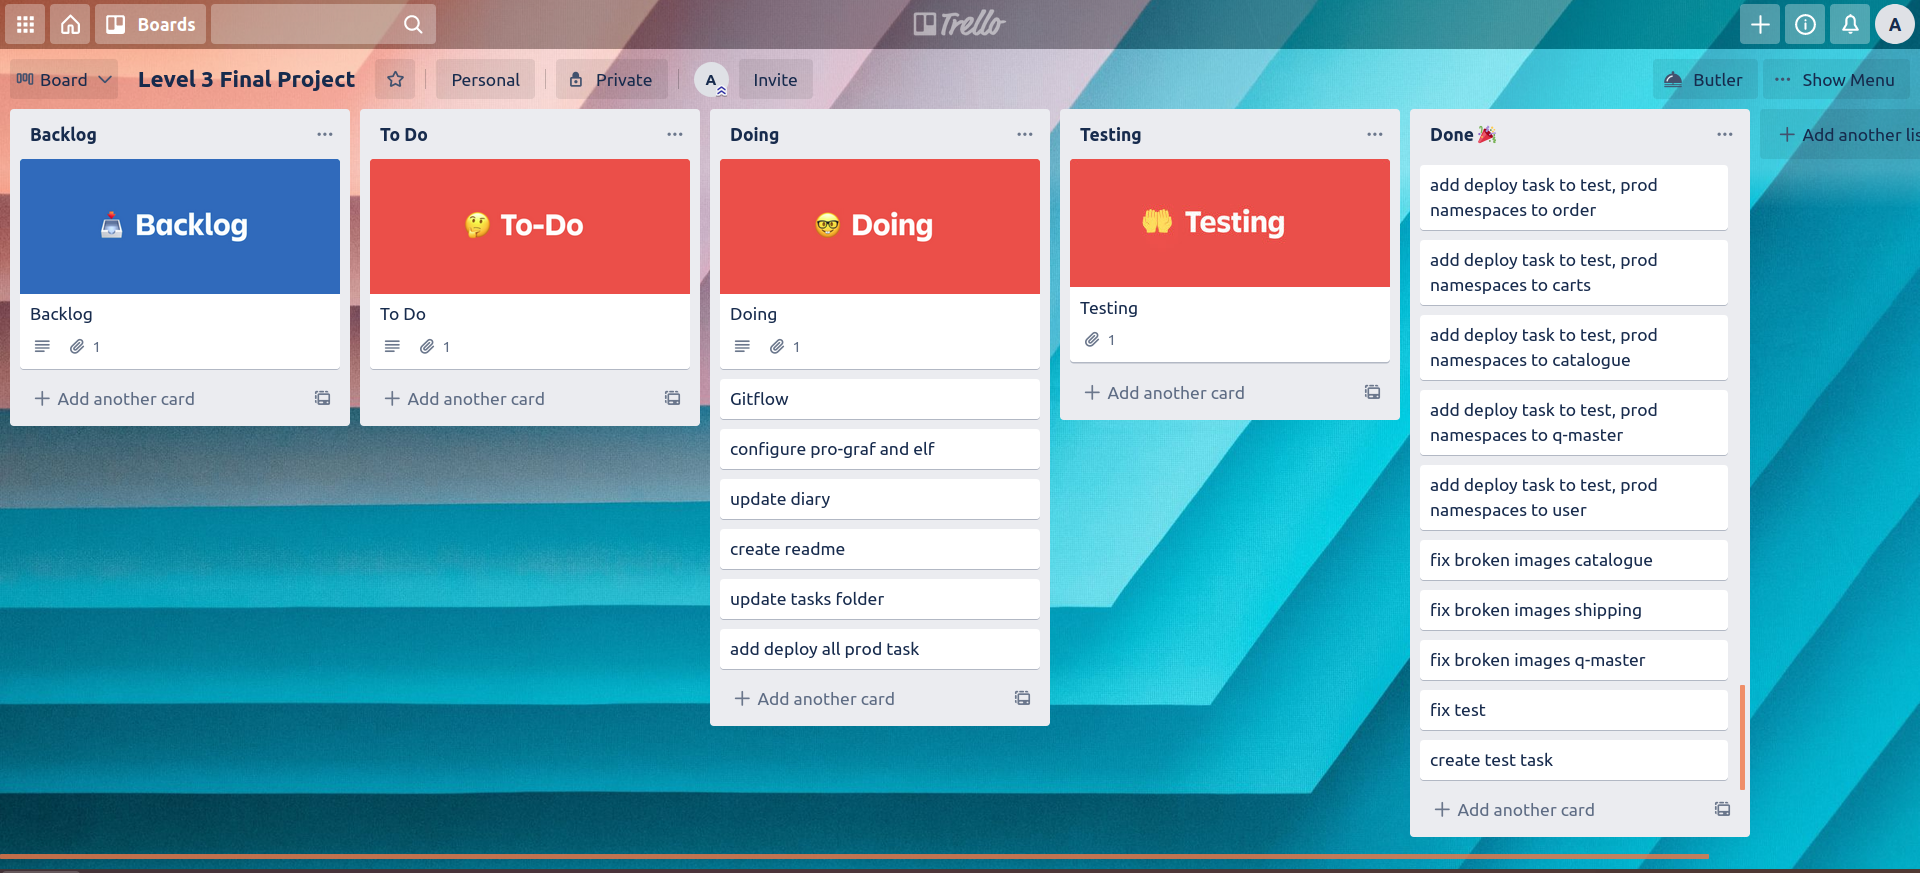 Boards
Trello
A
Board
Level 3 Final Project
Personal
Private
A
Invite
Butler
Show Menu
Backlog
Backlog
Backlog
1
Add another card
To Do
To-Do
To Do
1
Add another card
Doing
Doing
Doing
1
Gitflow
configure pro-graf and elf
update diary
create readme
update tasks folder
add deploy all prod task
Add another card
Testing
Testing
Testing
1
Add another card
Done
add deploy task to test, prod
namespaces to order
add deploy task to test, prod
namespaces to carts
add deploy task to test, prod
namespaces to catalogue
add deploy task to test, prod
namespaces to q-master
add deploy task to test, prod
namespaces to user
fix broken images catalogue
fix broken images shipping
fix broken images q-master
fix test
create test task
Add another card
Add another lis